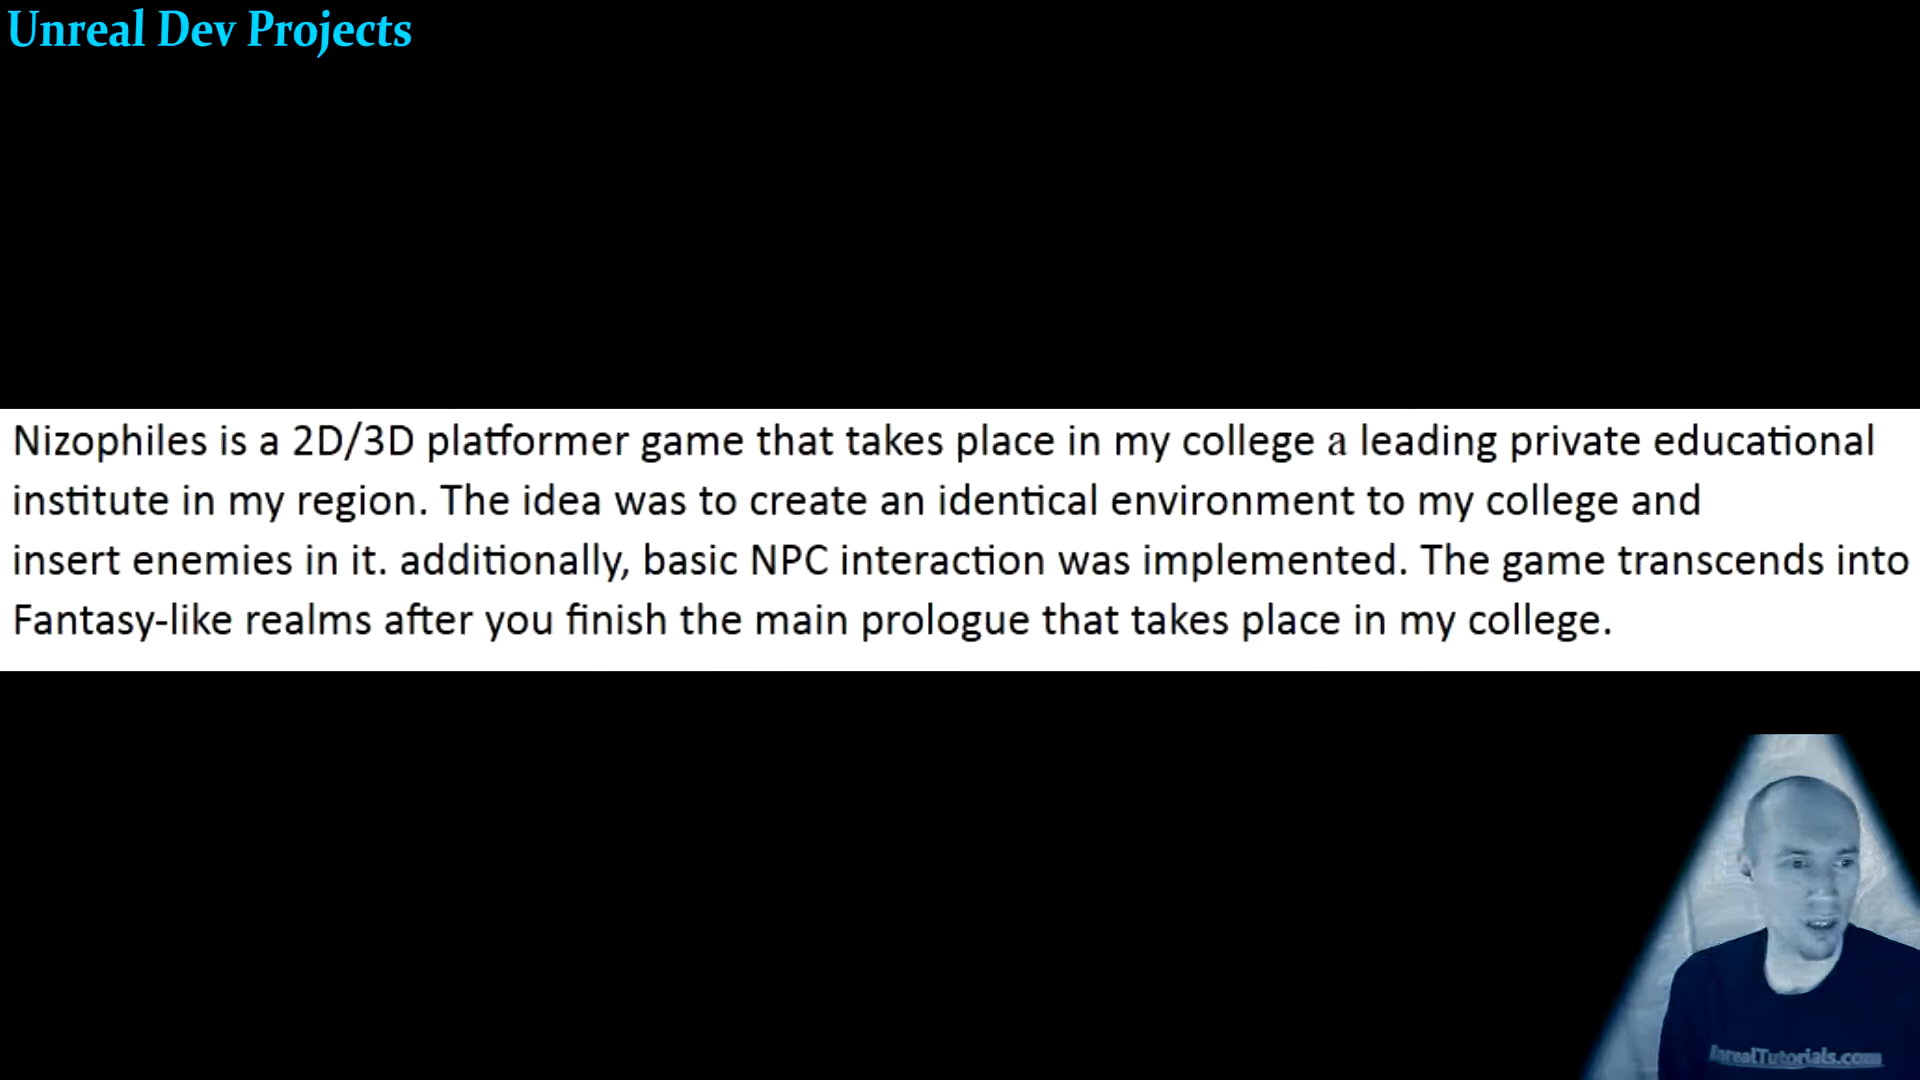 Unreal Dev Projects
Nizophiles is a 2D/3D platformer game that takes place in my college a leading private educational
institute in my region. The idea was to create an identical environment to my college and
insert enemies in it. additionally, basic NPC interaction was implemented. The game transcends into
Fantasy-like realms after you finish the main prologue that takes place in my college.
UnrealTutorials.com